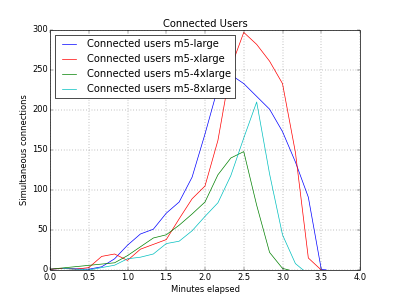 Connected Users
300
250
200
150
100
50
0
Simultaneous connections
Connected users m5-large
Connected users m5-xlarge
Connected users m5-4xlarge
Connected users m5-8xlarge
0.0 0.5 1.0 1.5 2.0 2.5 3.0 3.5 4.0
Minutes elapsed